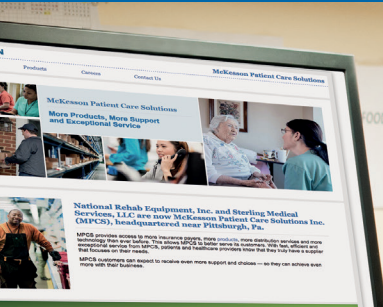 N
Products
Careers
Contact Us
McKesson Patient Care Solutions
McKesson Patient Care Solutions
More Products, More Support
and Exceptional Service
National Rehab Equipment, Inc. and Sterling Medical
Services, LLC are now McKesson Patient Care Solutions Inc.
(MPCS), headquartered near Pittsburgh, Pa.
MPCS provides access to more insurance payers, more products, more distribution services and more
technology than ever before. This allows MPCS to better serve its customers. With fast, efficient and
exceptional service from MPCS, patients and healthcare providers know that they truly have a supplier
that focuses on their needs.
MPCS customers can expect to receive even more support and choices — so they can achieve even
more with their business.
FOO